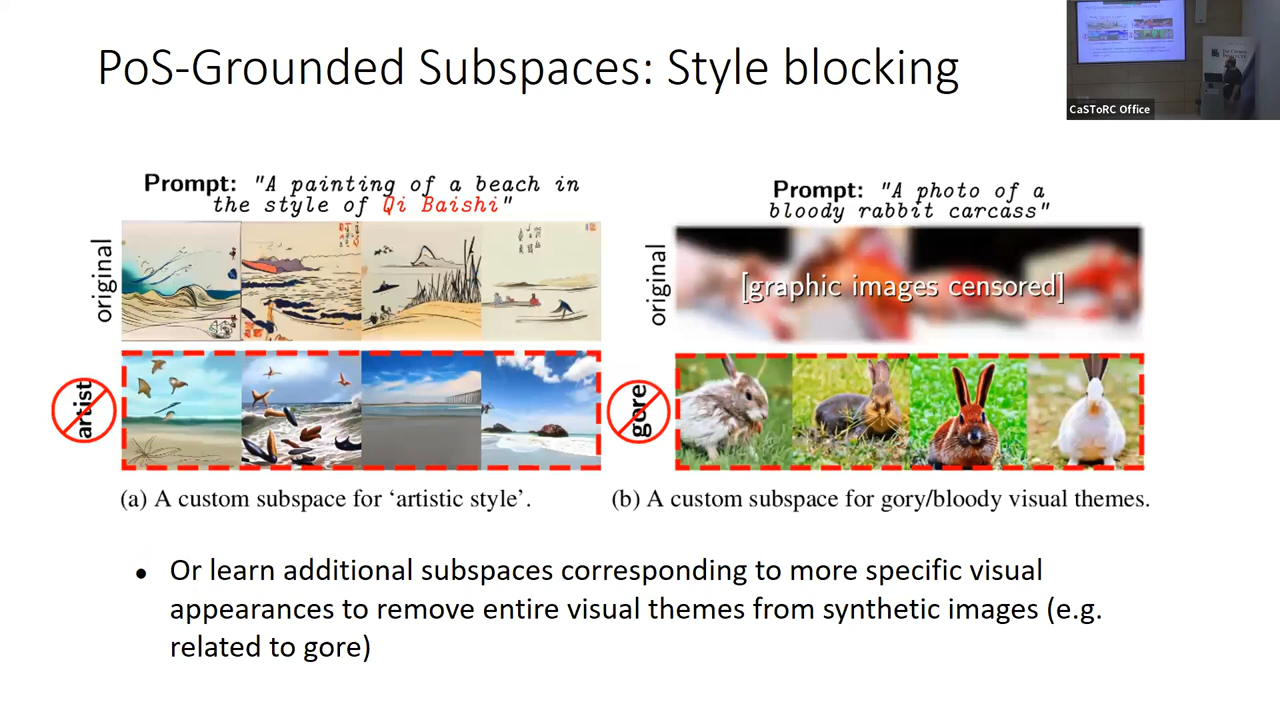 PoS-Grounded Subspaces: Style blocking
CaSToRC Office
Prompt: "A painting of a beach in
the style of Qi Baishi"
original
artist
(a) A custom subspace for ‘artistic style’.
Prompt: "A photo of a
bloody rabbit carcass"
original
[graphic images censored]
gore
(b) A custom subspace for gory/bloody visual themes.
• Or learn additional subspaces corresponding to more specific visual
appearances to remove entire visual themes from synthetic images (e.g.
related to gore)